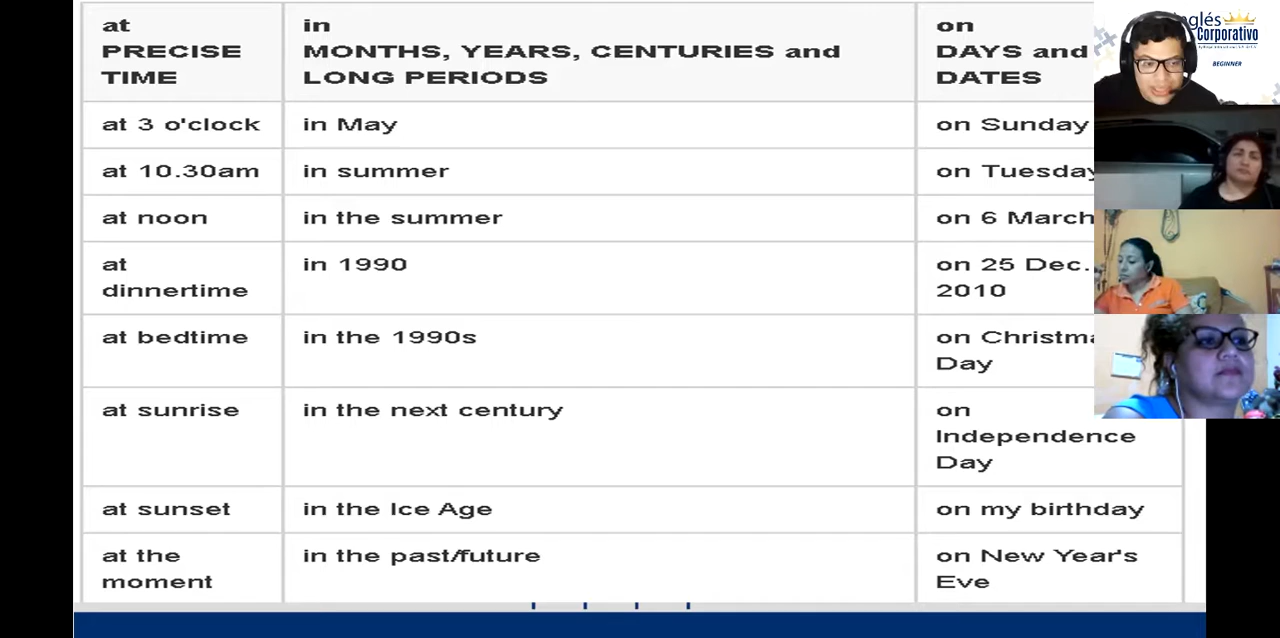 at
PRECISE
TIME
in
MONTHS, YEARS, CENTURIES and
LONG PERIODS
on
DAYS and
DATES
at 3 o'clock
in May
on Sunday
at 10.30am
in summer
on Tuesday
at noon
in the summer
on 6 March
at
dinnertime
in 1990
on 25 Dec.
2010
at bedtime
in the 1990s
on Christma
Day
at sunrise
in the next century
on
Independence
Day
at sunset
in the Ice Age
on my birthday
at the
moment
in the past/future
on New Year's
Eve
nglés
Corporativo
BEGINNER